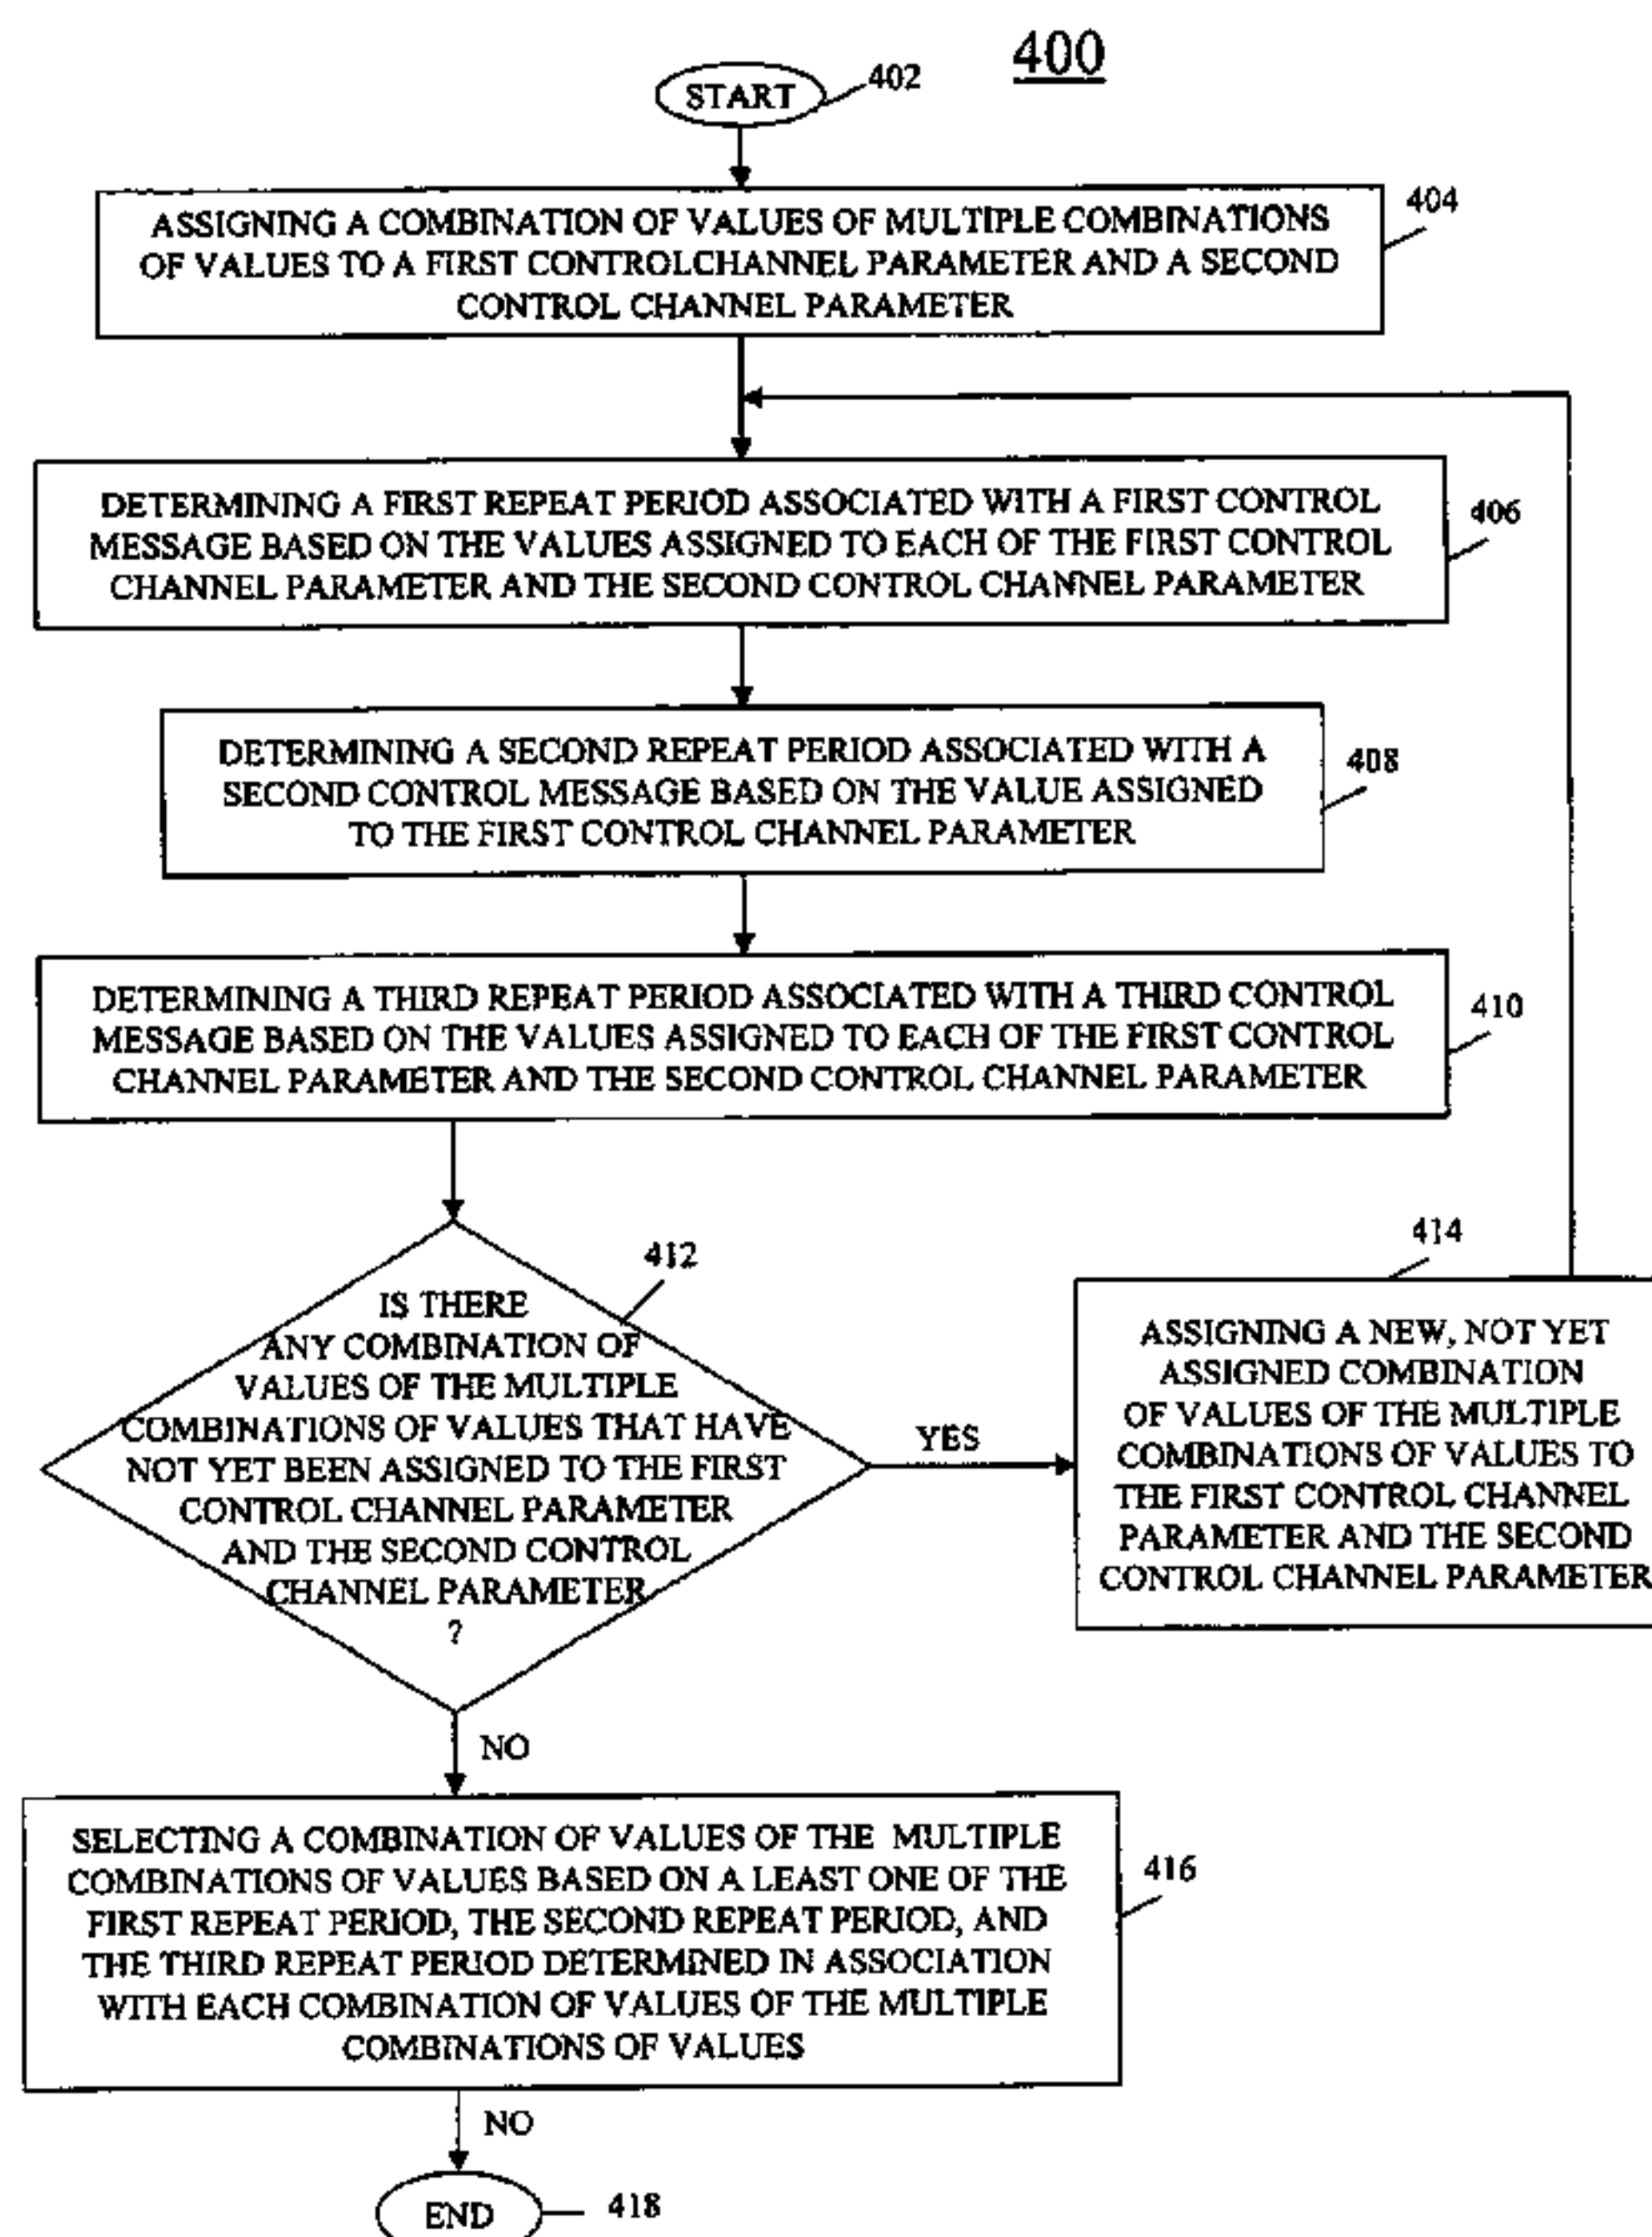 400
START
402
ASSIGNING A COMBINATION OF VALUES OF MULTIPLE COMBINATIONS
OF VALUES TO A FIRST CONTROLCHANNEL PARAMETER AND A SECOND
CONTROL CHANNEL PARAMETER
404
DETERMINING A FIRST REPEAT PERIOD ASSOCIATED WITH A FIRST CONTROL
MESSAGE BASED ON THE VALUES ASSIGNED TO EACH OF THE FIRST CONTROL
CHANNEL PARAMETER AND THE SECOND CONTROL CHANNEL PARAMETER
406
DETERMINING A SECOND REPEAT PERIOD ASSOCIATED WITH A
SECOND CONTROL MESSAGE BASED ON THE VALUE ASSIGNED
TO THE FIRST CONTROL CHANNEL PARAMETER
408
DETERMINING A THIRD REPEAT PERIOD ASSOCIATED WITH A THIRD CONTROL
MESSAGE BASED ON THE VALUES ASSIGNED TO EACH OF THE FIRST CONTROL
CHANNEL PARAMETER AND THE SECOND CONTROL CHANNEL PARAMETER
410
IS THERE
ANY COMBINATION OF
VALUES OF THE MULTIPLE
COMBINATIONS OF VALUES THAT HAVE
NOT YET BEEN ASSIGNED TO THE FIRST
CONTROL CHANNEL PARAMETER
AND THE SECOND CONTROL
CHANNEL PARAMETER
?
412
YES
414
ASSIGNING A NEW, NOT YET
ASSIGNED COMBINATION
OF VALUES OF THE MULTIPLE
COMBINATIONS OF VALUES TO
THE FIRST CONTROL CHANNEL
PARAMETER AND THE SECOND
CONTROL CHANNEL PARAMETER
NO
SELECTING A COMBINATION OF VALUES OF THE MULTIPLE
COMBINATIONS OF VALUES BASED ON A LEAST ONE OF THE
FIRST REPEAT PERIOD, THE SECOND REPEAT PERIOD, AND
THE THIRD REPEAT PERIOD DETERMINED IN ASSOCIATION
WITH EACH COMBINATION OF VALUES OF THE MULTIPLE
COMBINATIONS OF VALUES
416
NO
END
418